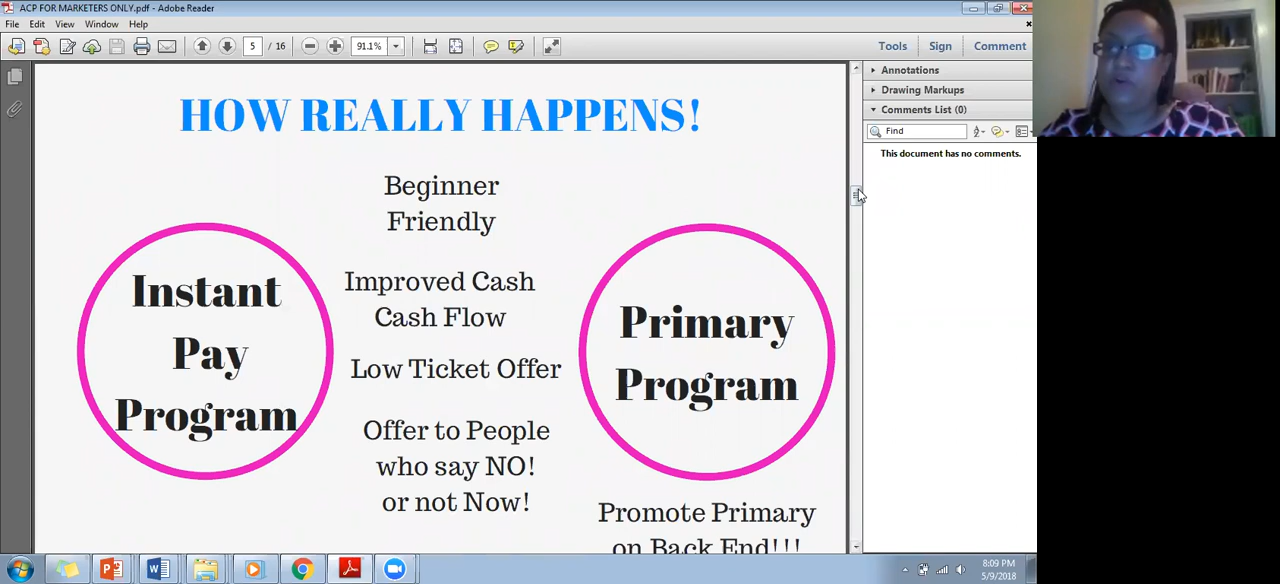 ACP FOR MARKETERS ONLY.pdf - Adobe Reader
File Edit View Window Help
5 / 16 91.1% Tools Sign Comment
HOW REALLY HAPPENS!
Beginner
Friendly
Instant
Pay
Program
Improved Cash
Cash Flow
Low Ticket Offer
Offer to People
who say NO!
or not Now!
Primary
Program
Promote Primary
on Back End!!!
Annotations
Drawing Markups
Comments List (0)
Find
This document has no comments.
8:09 PM
5/9/2018